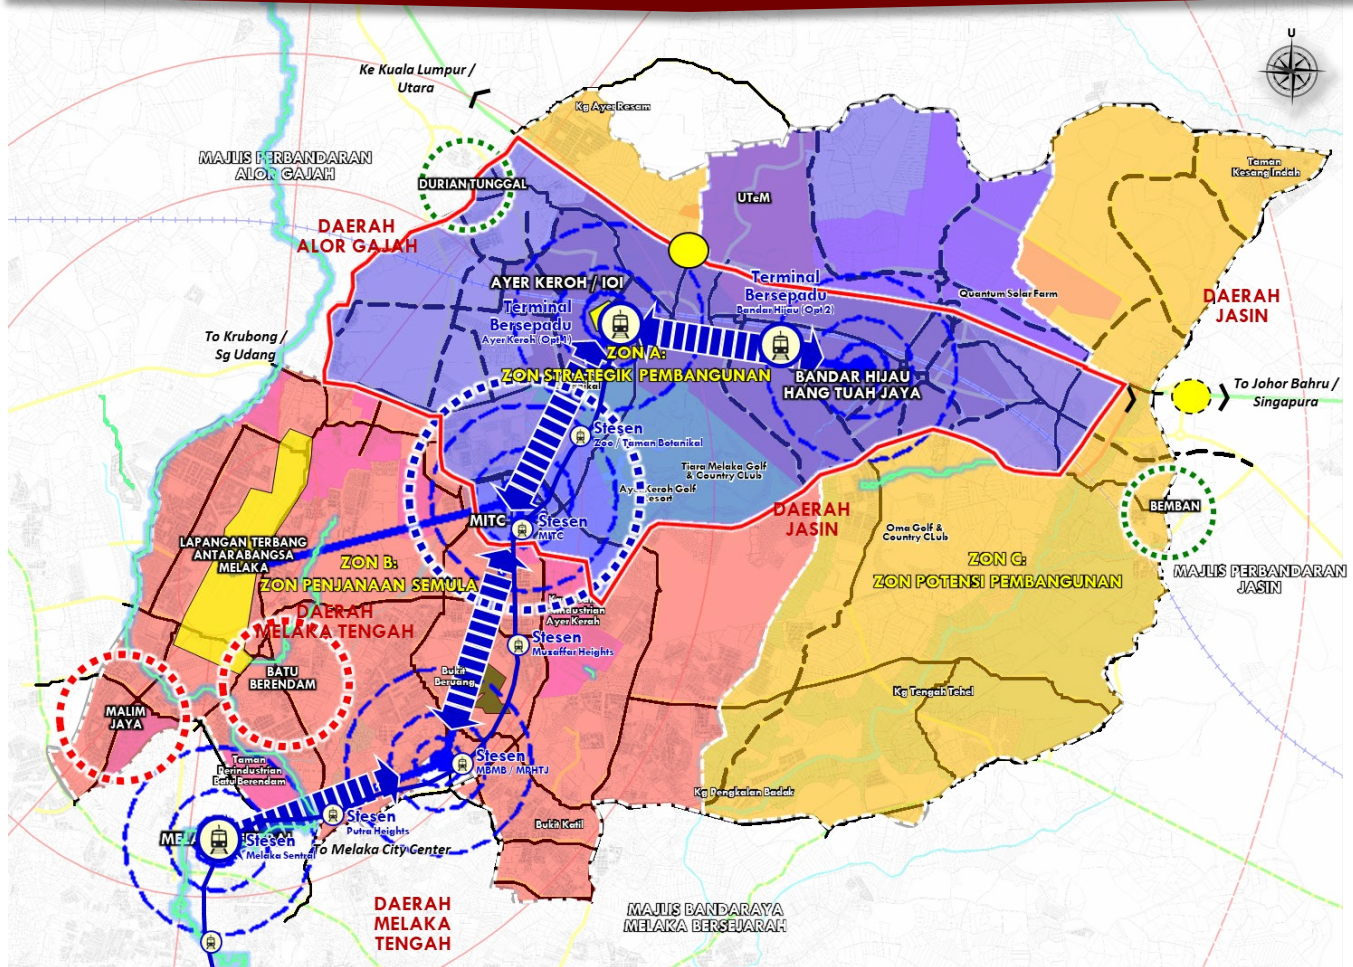 U
Ke Kuala Lumpur /
Utara
Kg Ayer Resam
MAJLIS PERBANDARAN
ALOR GAJAH
DURIAN TUNGGAL
Taman
Kesang Indah
UTeM
DAERAH
ALOR GAJAH
AYER KEROH / IOI
Terminal
Bersepadu
Ayer Keroh (Opt 1)
Terminal
Bersepadu
Bandar Hijau (Opt 2)
Quantum Solar Farm
DAERAH
JASIN
To Krubong /
Sg Udang
ZON A:
ZON STRATEGIK PEMBANGUNAN
BANDAR HIJAU
HANG TUAH JAYA
To Johor Bahru /
Singapura
Stesen
Zoo / Taman Botanikal
Tiara Melaka Golf
& Country CLub
Ayer Keroh Golf
Resort
MITC
Stesen
MITC
DAERAH
JASIN
BEMBAN
Oma Golf &
Country CLub
LAPANGAN TERBANG
ANTARABANGSA
MELAKA
ZON B:
ZON PENJANAAN SEMULA
ZON C:
ZON POTENSI PEMBANGUNAN
MAJLIS PERBANDARAN
JASIN
DAERAH
MELAKA TENGAH
Ayer Kerah
Stesen
Muzaffar Heights
BATU
BERENDAM
Bukit
Beruang
Kg Tengah Tehel
MALIM
JAYA
Taman
Perindustrian
Batu Berendam
Stesen
MBMB / MPHTJ
Kg Pengkalan Badak
Stesen
Putra Heights
Bukit Katil
Stesen
Melaka Sentral
To Melaka City Center
DAERAH
MELAKA
TENGAH
MAJLIS BANDARAYA
MELAKA BERSEJARAH